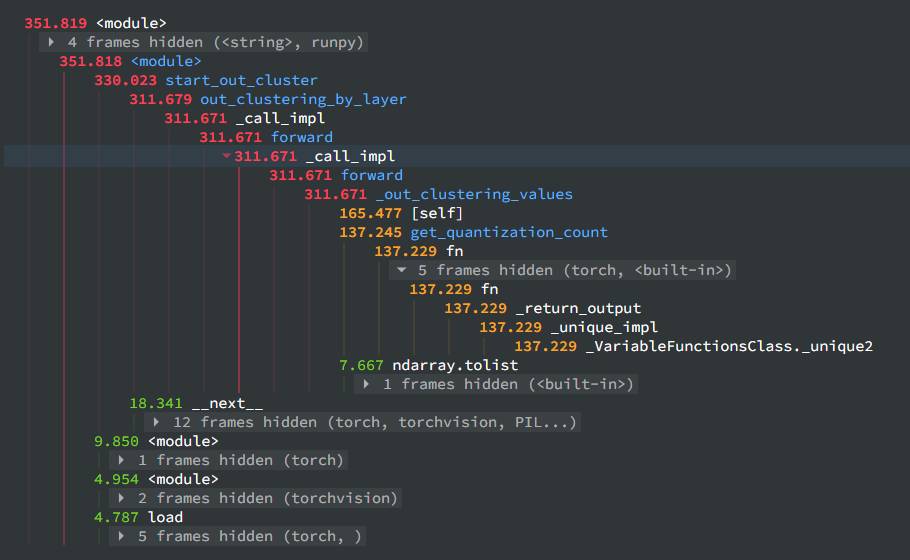 351.819 <module>
4 frames hidden (<string>, runpy)
351.818 <module>
330.023 start_out_cluster
311.679 out_clustering_by_layer
311.671 _call_impl
311.671 forward
311.671 _call_impl
311.671 forward
311.671 _out_clustering_values
165.477 [self]
137.245 get_quantization_count
137.229 fn
5 frames hidden (torch, <built-in>)
137.229 fn
137.229 _return_output
137.229 _unique_impl
137.229 _VariableFunctionsClass._unique2
7.667 ndarray.tolist
1 frames hidden (<built-in>)
18.341 __next__
12 frames hidden (torch, torchvision, PIL...)
9.850 <module>
1 frames hidden (torch)
4.954 <module>
2 frames hidden (torchvision)
4.787 load
5 frames hidden (torch, )